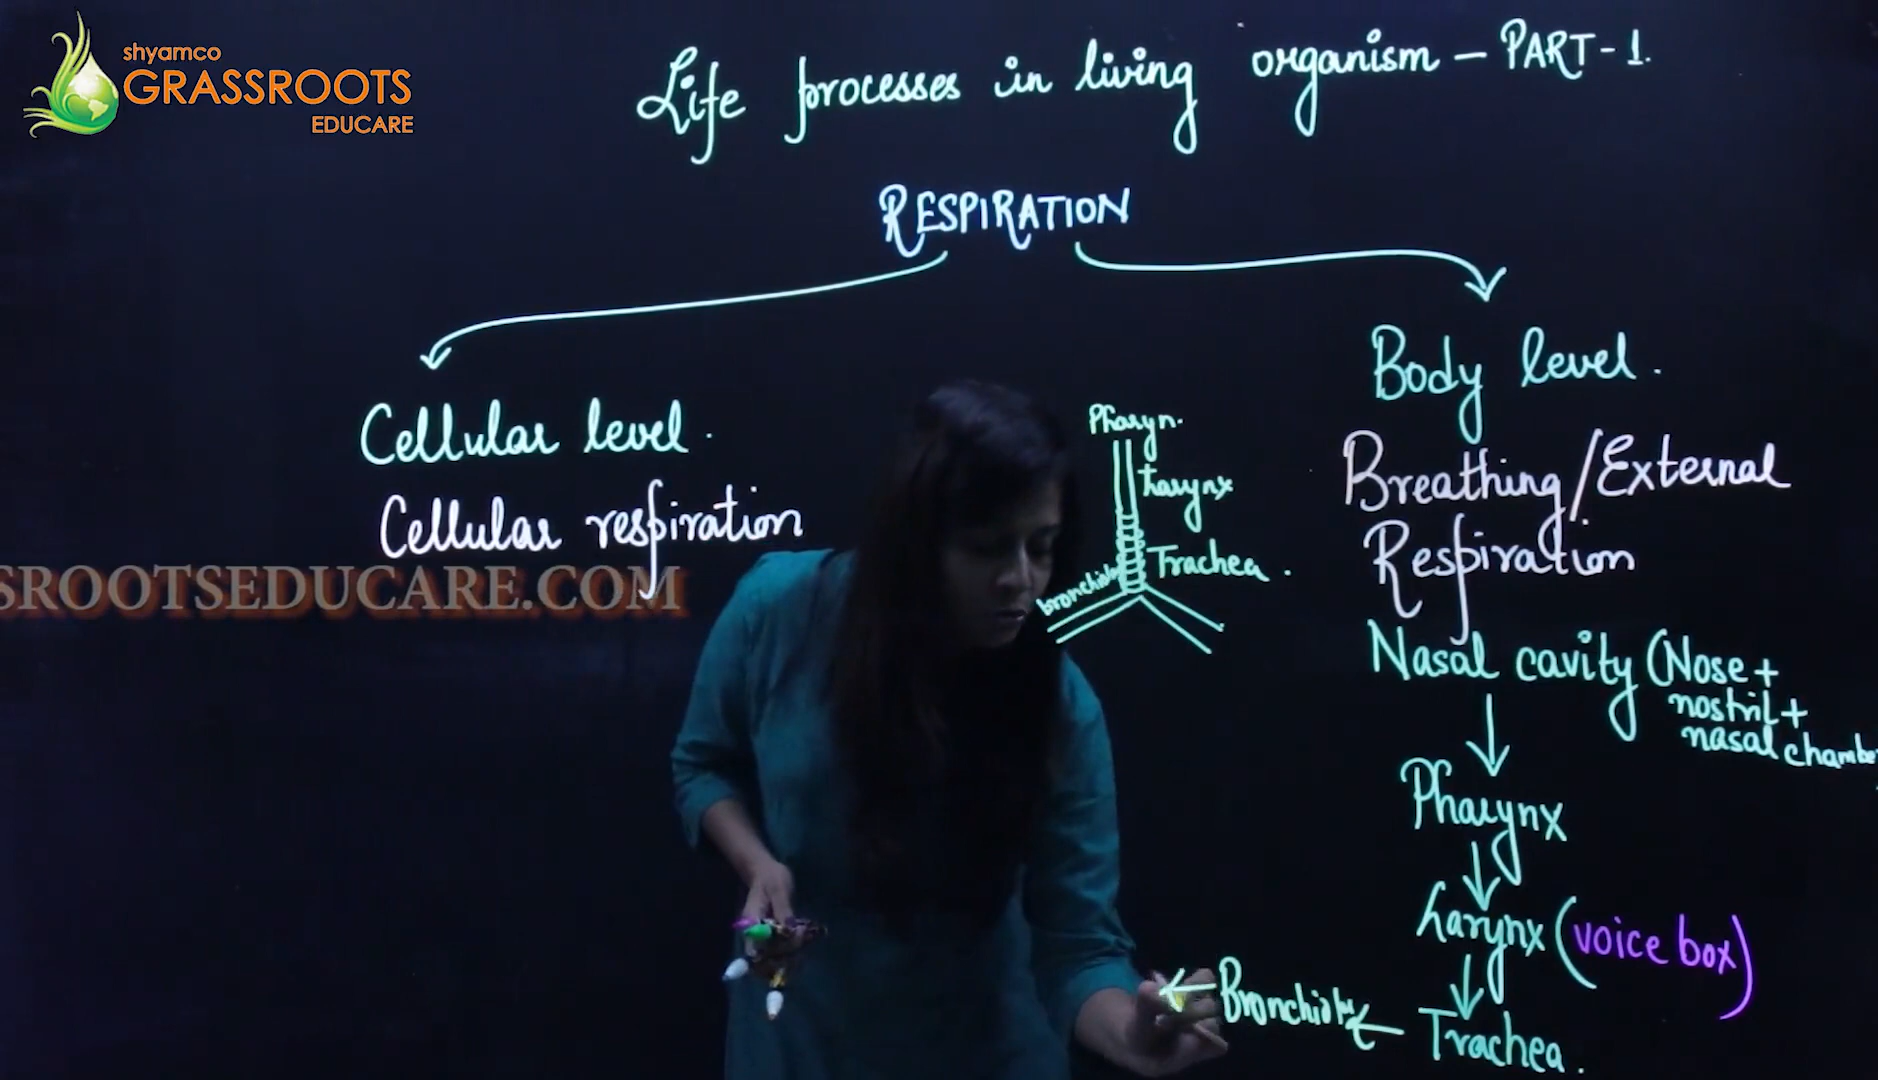 shyamco
GRASSROOTS
EDUCARE
Life processes in living organism - PART-1.
RESPIRATION
Cellular level.
Cellular respiration
SROOTSEDUCARE.COM
Pharyn.
Larynx
Trachea.
Body level.
Breathing/External
Respiration
Nasal cavity (Nose+
nostril+
nasal chambe
Pharynx
Larynx (voice box)
Trachea.